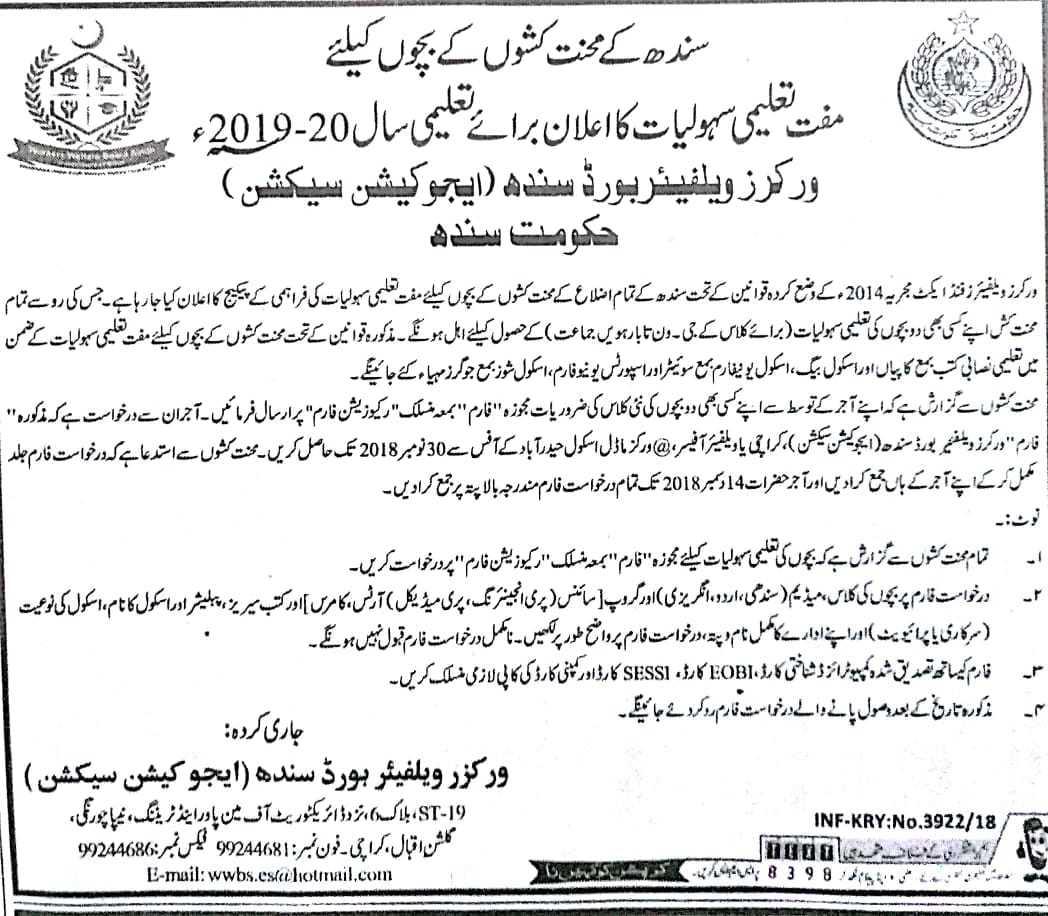 سندھ کے محنت کشوں کے بچوں کیلئے
مفت تعلیمی سہولیات کا اعلان برائے تعلیمی سال 20-2019ء
ورکرز ویلفیئر بورڈ سندھ (ایجوکیشن سیکشن)
حکومت سندھ
Workers Welfare Board Sindh
ورکرز ویلفیئرز فنڈ ایکٹ مجریہ 2014ء کے وضع کردہ قوانین کے تحت سندھ کے تمام اضلاع کے محنت کشوں کے بچوں کیلئے مفت تعلیمی سہولیات کی فراہمی کے پیکیج کا اعلان کیا جارہا ہے۔ جس کی رو سے تمام
محنت کش اپنے کسی بھی دو بچوں کی تعلیمی سہولیات (برائے کلاس کے جی۔ ون تا بارہویں جماعت) کے حصول کیلئے اہل ہونگے۔ مذکورہ قوانین کے تحت محنت کشوں کے بچوں کیلئے مفت تعلیمی سہولیات کے ضمن
میں تعلیمی نصابی کتب بمع کاپیاں اور اسکول بیگ، اسکول یونیفارم بمع سوئیٹر اور اسپورٹس یونیفارم، اسکول شوز بمع جوگرز مہیاء کئے جائینگے۔
محنت کشوں سے گزارش ہے کہ اپنے آجر کے توسط سے اپنے کسی بھی دو بچوں کی نئی کلاس کی ضروریات مجوزہ "فارم" بمعہ منسلک "رکیوزیشن فارم" پر ارسال فرمائیں۔ آجران سے درخواست ہے کہ مذکورہ "
فارم" ورکرز ویلفیئر بورڈ سندھ (ایجوکیشن سیکشن)، کراچی یا ویلفیئر آفیسر، @ ورکرز ماڈل اسکول حیدرآباد کے آفس سے 30 نومبر 2018 تک حاصل کریں۔ محنت کشوں سے استدعا ہے کہ درخواست فارم جلد
مکمل کرکے اپنے آجر کے ہاں جمع کرادیں اور آجر حضرات 14 دسمبر 2018 تک تمام درخواست فارم مندرجہ بالا پتہ پر جمع کرادیں۔
نوٹ:۔
۱۔ تمام محنت کشوں سے گزارش ہے کہ بچوں کی تعلیمی سہولیات کیلئے مجوزہ "فارم" بمعہ منسلک "رکیوزیشن فارم" پر درخواست کریں۔
۲۔ درخواست فارم پر بچوں کی کلاس، میڈیم (سندھی، اردو، انگریزی) اور گروپ [سائنس (پری انجینئرنگ، پری میڈیکل) آرٹس، کامرس] اور کتب سیریز، پبلیشر اور اسکول کا نام، اسکول کی نوعیت
(سرکاری یا پرائیویٹ) اور اپنے ادارے کا مکمل نام و پتہ، درخواست فارم پر واضح طور پر لکھیں۔ نامکمل درخواست فارم قبول نہیں ہونگے۔
۳۔ فارم کیساتھ تصدیق شدہ کمپیوٹرائزڈ شناختی کارڈ، EOBI کارڈ، SESSI کارڈ اور کمپنی کارڈ کی کاپی لازمی منسلک کریں۔
۴۔ مذکورہ تاریخ کے بعد وصول پانے والے درخواست فارم رد کردئے جائینگے۔
جاری کردہ:
ورکرز ویلفیئر بورڈ سندھ (ایجوکیشن سیکشن)
ST-19، بلاک 6، نزد ڈائریکٹوریٹ آف مین پاور اینڈ ٹریننگ، نیپا چورنگی،
گلشن اقبال، کراچی۔ فون نمبر: 99244681 فیکس نمبر: 99244686
E-mail: wwbs.es@hotmail.com
INF-KRY:No.3922/18
TEXT
8398